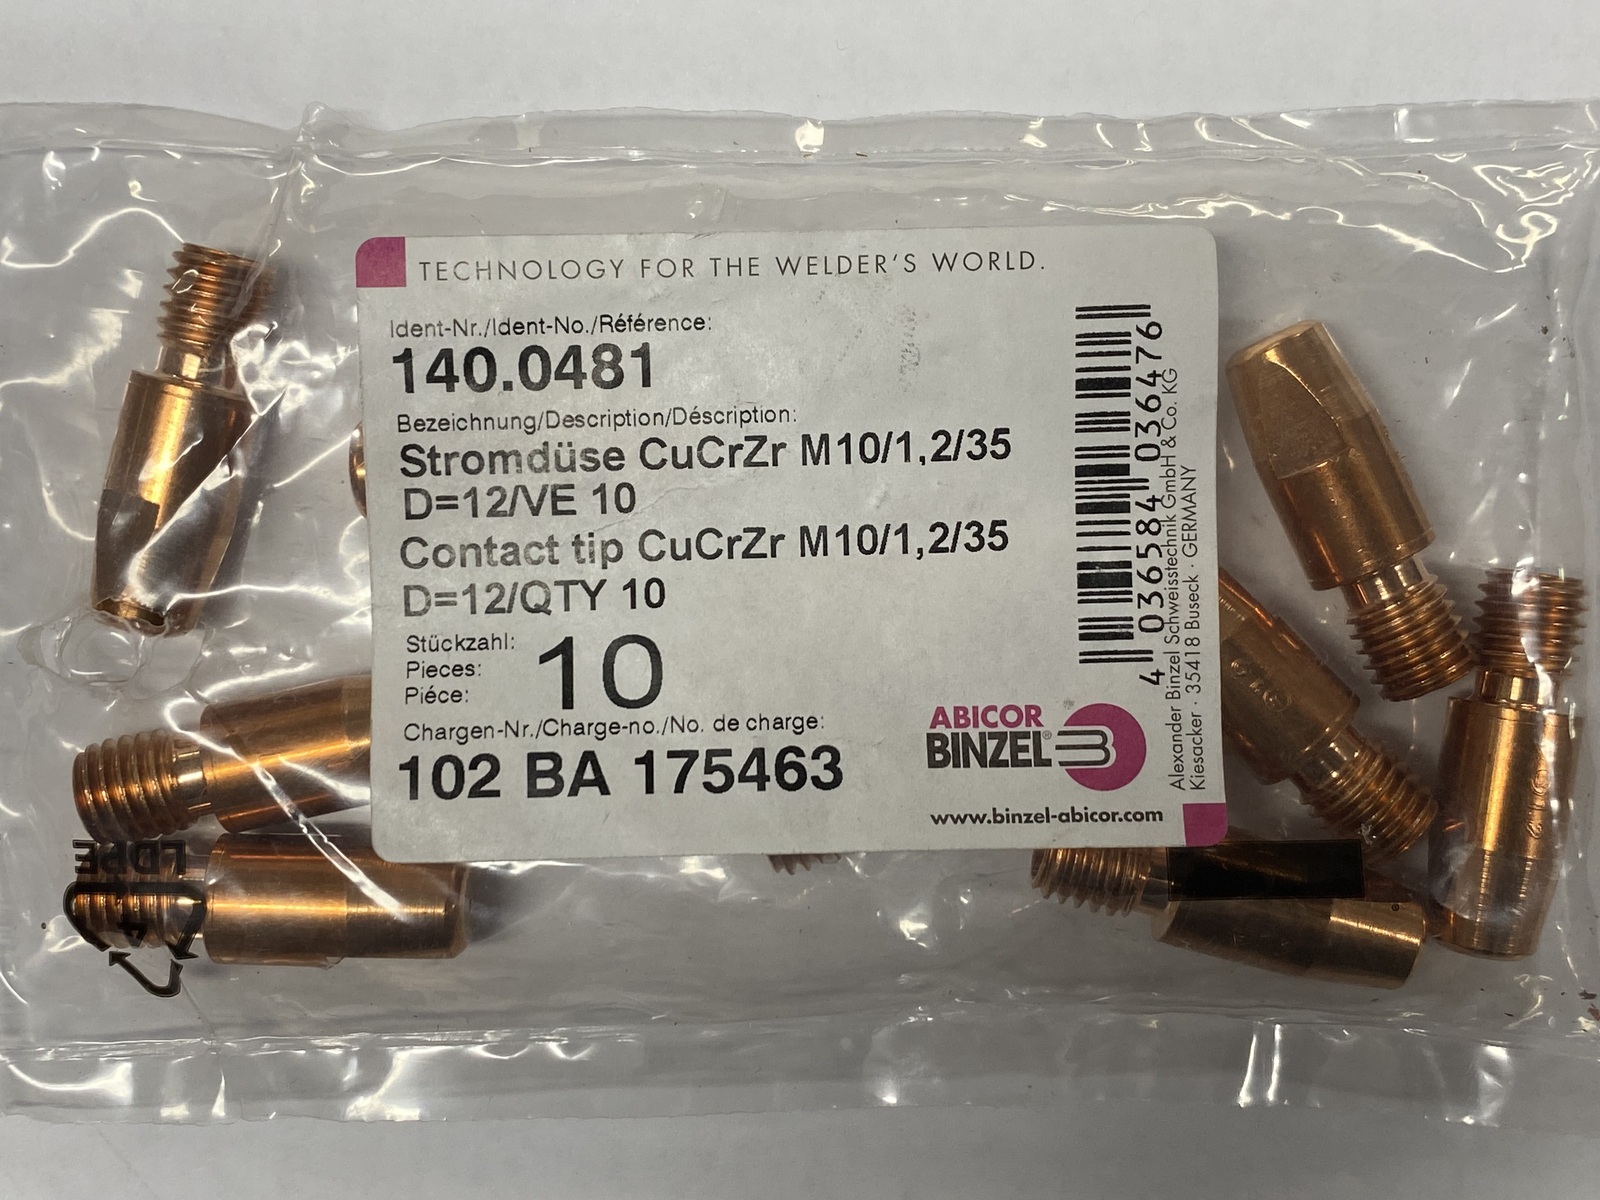 TECHNOLOGY FOR THE WELDER'S WORLD.
Ident-Nr./Ident-No./Référence:
140.0481
Bezeichnung/Description/Déscription:
Stromdüse CuCrZr M10/1,2/35
D=12/VE 10
Contact tip CuCrZr M10/1,2/35
D=12/QTY 10
Stückzahl:
Pieces:
Piéce:
10
Chargen-Nr./Charge-no./No. de charge:
102 BA 175463
4 036584 036476
Alexander Binzel Schweisstechnik GmbH & Co. KG
Kiesacker · 35418 Buseck · GERMANY
ABICOR
BINZEL®
www.binzel-abicor.com
LDPE
4